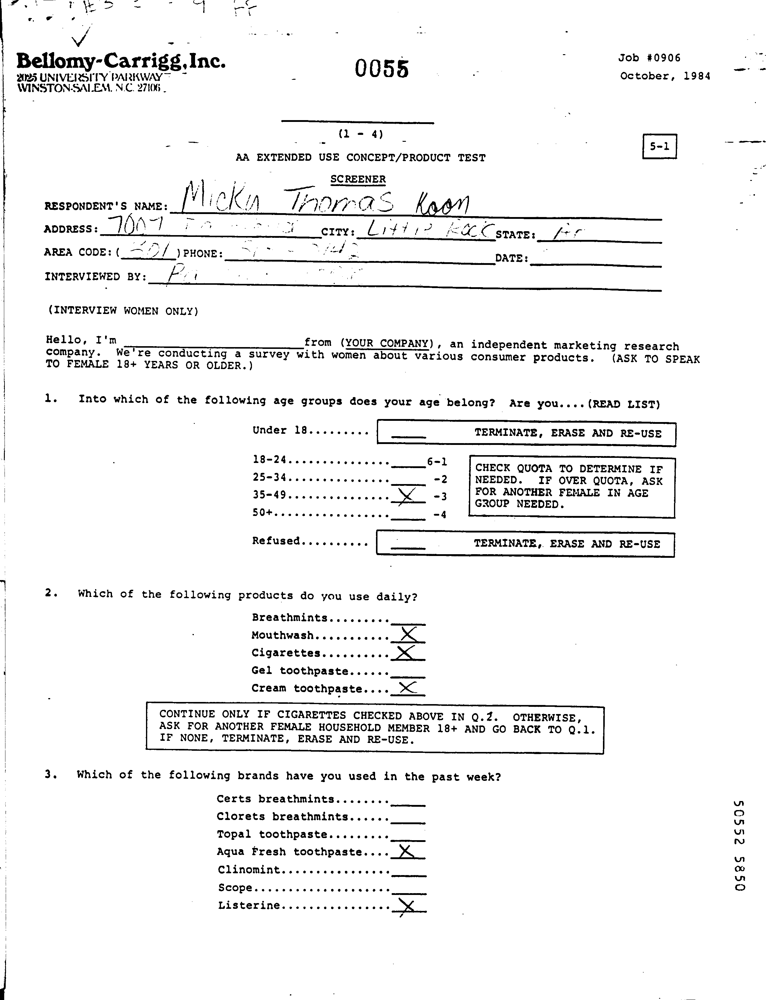 Bellomy-Carrigg, Inc.
2025 UNIVERSITY PARKWAY
WINSTON-SALEM, N.C. 27106
0055
Job #0906
October, 1984
(1 - 4)
5-1
AA EXTENDED USE CONCEPT/PRODUCT TEST
SCREENER
RESPONDENT'S NAME: Thomas Koon
ADDRESS: CITY: Little Rock STATE:
AREA CODE: ( ) PHONE: DATE:
INTERVIEWED BY:
(INTERVIEW WOMEN ONLY)
Hello, I'm ____________ from (YOUR COMPANY), an independent marketing research
company. We're conducting a survey with women about various consumer products. (ASK TO SPEAK
TO FEMALE 18+ YEARS OR OLDER.)
1. Into which of the following age groups does your age belong? Are you....(READ LIST)
Under 18......... ____ TERMINATE, ERASE AND RE-USE
18-24...............____6-1
25-34...............____ -2
35-49...............X -3
50+.................____ -4
CHECK QUOTA TO DETERMINE IF
NEEDED. IF OVER QUOTA, ASK
FOR ANOTHER FEMALE IN AGE
GROUP NEEDED.
Refused.......... ____ TERMINATE, ERASE AND RE-USE
2. Which of the following products do you use daily?
Breathmints.........____
Mouthwash...........X
Cigarettes..........X
Gel toothpaste......____
Cream toothpaste....X
CONTINUE ONLY IF CIGARETTES CHECKED ABOVE IN Q.2. OTHERWISE,
ASK FOR ANOTHER FEMALE HOUSEHOLD MEMBER 18+ AND GO BACK TO Q.1.
IF NONE, TERMINATE, ERASE AND RE-USE.
3. Which of the following brands have you used in the past week?
Certs breathmints........____
Clorets breathmints......____
Topal toothpaste.........____
Aqua Fresh toothpaste....X
Clinomint................____
Scope....................____
Listerine................X
50552 5850